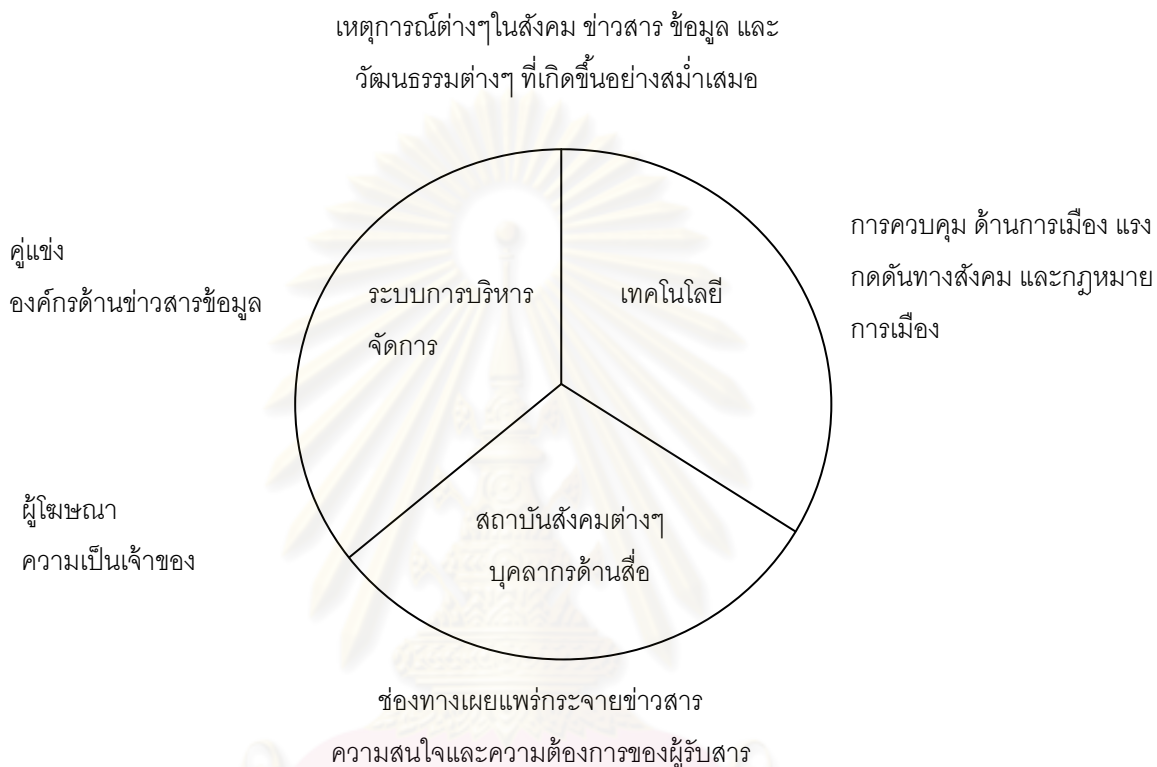 เหตุการณ์ต่างๆในสังคม ข่าวสาร ข้อมูล และ
วัฒนธรรมต่างๆ ที่เกิดขึ้นอย่างสม่ำเสมอ
การควบคุม ด้านการเมือง แรง
กดดันทางสังคม และกฎหมาย
การเมือง
คู่แข่ง
องค์กรด้านข่าวสารข้อมูล
ระบบการบริหาร
จัดการ
เทคโนโลยี
ผู้โฆษณา
ความเป็นเจ้าของ
สถาบันสังคมต่างๆ
บุคลากรด้านสื่อ
ช่องทางเผยแพร่กระจายข่าวสาร
ความสนใจและความต้องการของผู้รับสาร